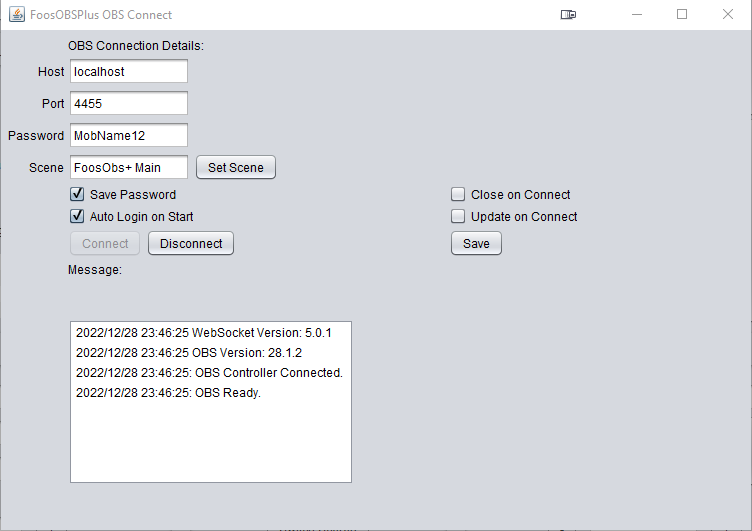 FoosOBSPlus OBS Connect
OBS Connection Details:
Host localhost
Port 4455
Password MobName12
Scene FoosObs+ Main Set Scene
Save Password Close on Connect
Auto Login on Start Update on Connect
Connect Disconnect Save
Message:
2022/12/28 23:46:25 WebSocket Version: 5.0.1
2022/12/28 23:46:25 OBS Version: 28.1.2
2022/12/28 23:46:25: OBS Controller Connected.
2022/12/28 23:46:25: OBS Ready.